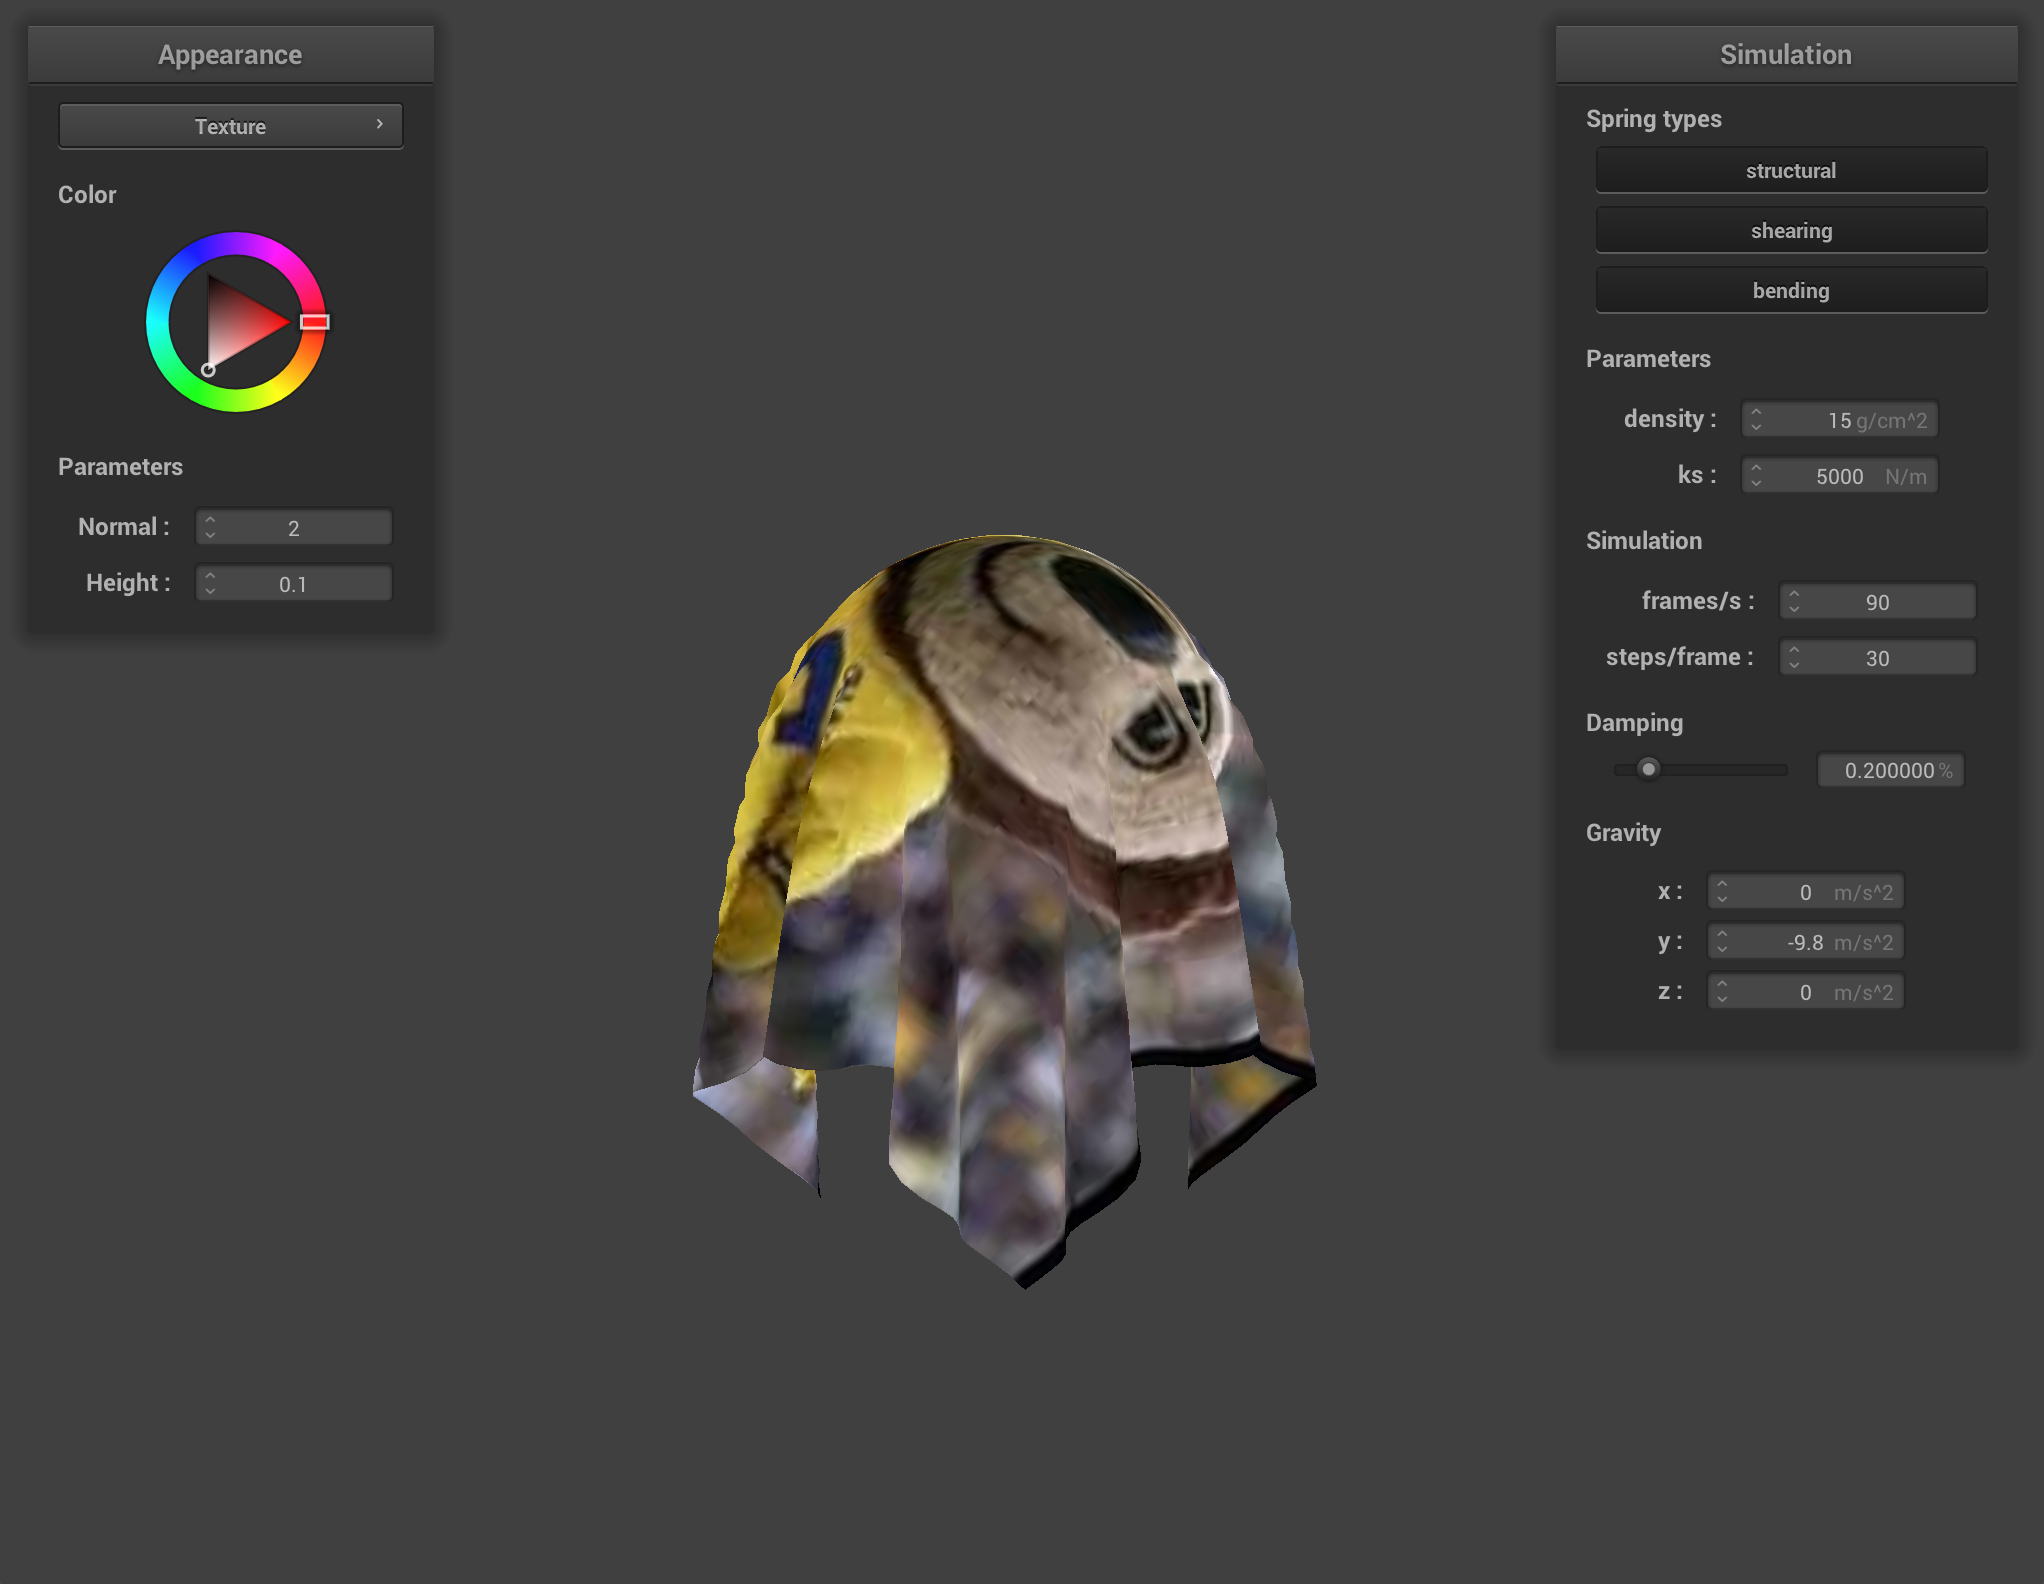 Appearance
Texture
Color
Parameters
Normal : 2
Height : 0.1
Simulation
Spring types
structural
shearing
bending
Parameters
density : 15 g/cm^2
ks : 5000 N/m
Simulation
frames/s : 90
steps/frame : 30
Damping
0.200000 %
Gravity
x : 0 m/s^2
y : -9.8 m/s^2
z : 0 m/s^2
1